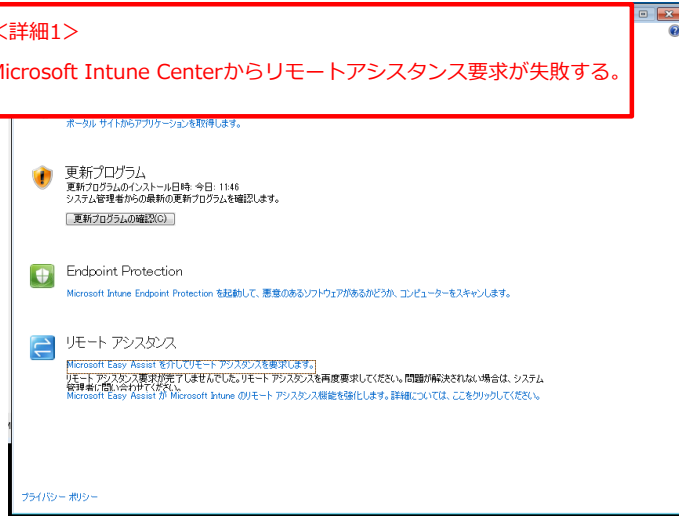 ＜詳細1＞
Microsoft Intune Centerからリモートアシスタンス要求が失敗する。
ポータル サイトからアプリケーションを取得します。
更新プログラム
更新プログラムのインストール日時: 今日: 11:46
システム管理者からの最新の更新プログラムを確認します。
更新プログラムの確認(C)
Endpoint Protection
Microsoft Intune Endpoint Protection を起動して、悪意のあるソフトウェアがあるかどうか、コンピューターをスキャンします。
リモート アシスタンス
Microsoft Easy Assist を介してリモート アシスタンスを要求します。
リモート アシスタンス要求が完了しませんでした。リモート アシスタンスを再度要求してください。問題が解決されない場合は、システム
管理者に問い合わせてください。
Microsoft Easy Assist が Microsoft Intune のリモート アシスタンス機能を強化します。詳細については、ここをクリックしてください。
プライバシー ポリシー